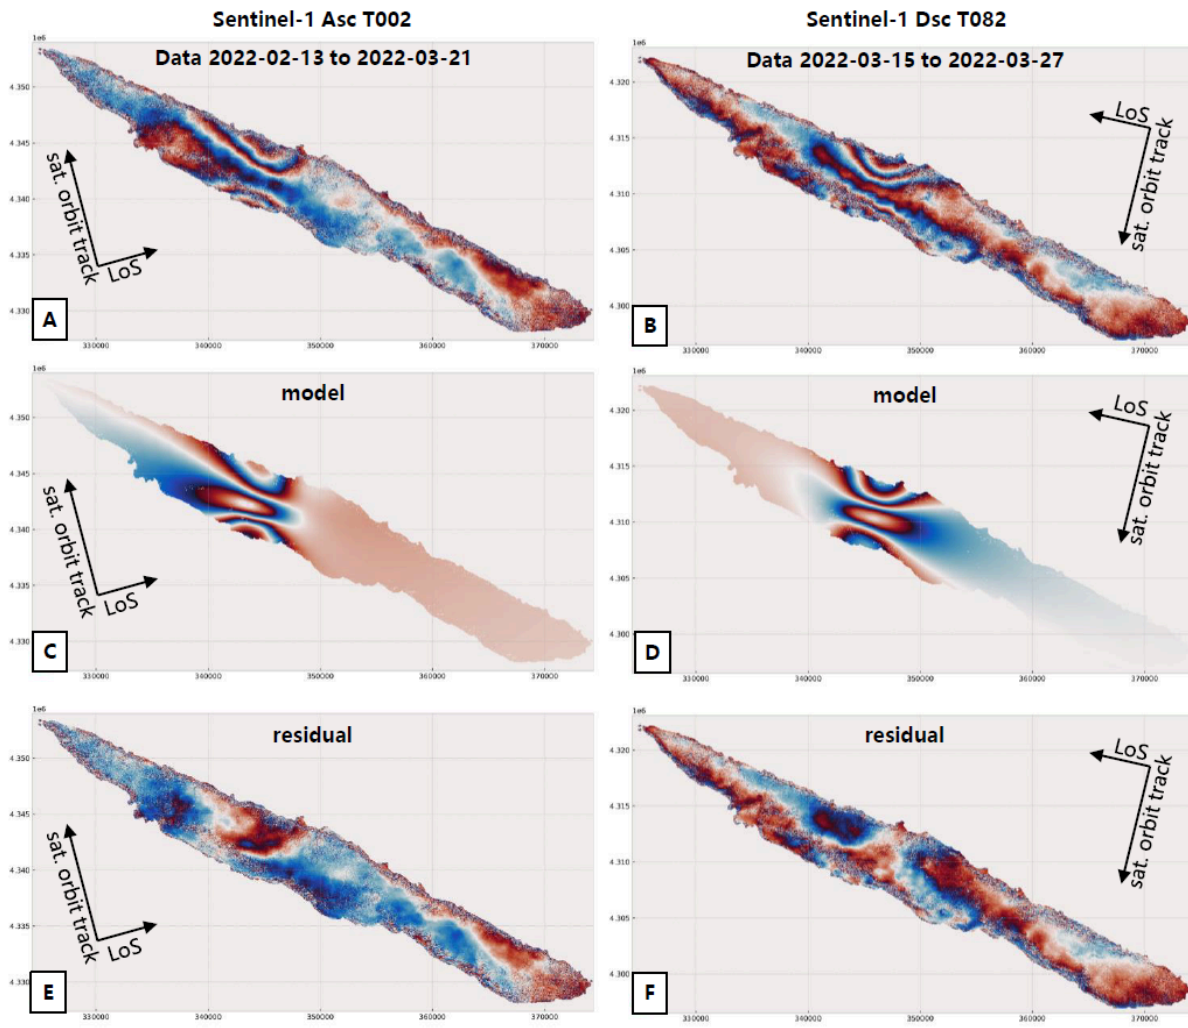 Sentinel-1 Asc T002
Sentinel-1 Dsc T082
1e6
Data 2022-02-13 to 2022-03-21
4.350
4.345
4.340
4.335
4.330
sat. orbit track
LoS
A
330000
340000
350000
360000
370000
1e6
Data 2022-03-15 to 2022-03-27
4.320
4.315
4.310
4.305
4.300
LoS
sat. orbit track
B
330000
340000
350000
360000
370000
1e6
model
4.350
4.345
4.340
4.335
4.330
sat. orbit track
LoS
C
330000
340000
350000
360000
370000
1e6
model
4.320
4.315
4.310
4.305
4.300
LoS
sat. orbit track
D
330000
340000
350000
360000
370000
1e6
residual
4.350
4.345
4.340
4.335
4.330
sat. orbit track
LoS
E
330000
340000
350000
360000
370000
1e6
residual
4.320
4.315
4.310
4.305
4.300
LoS
sat. orbit track
F
330000
340000
350000
360000
370000